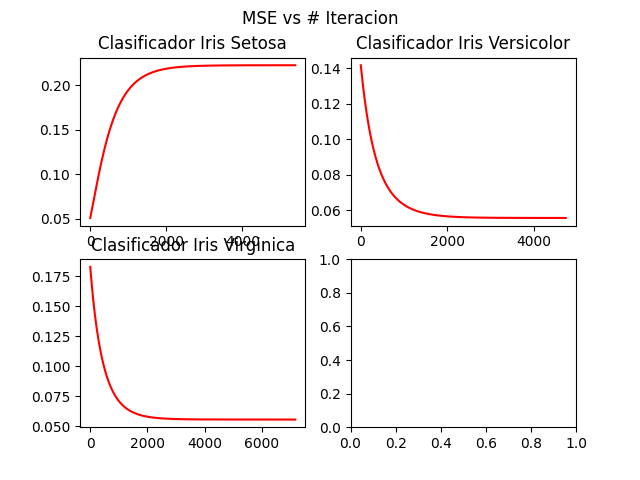 MSE vs # Iteracion
Clasificador Iris Setosa
Clasificador Iris Versicolor
0.20
0.15
0.10
0.05
0 2000 4000
0.14
0.12
0.10
0.08
0.06
0 2000 4000
Clasificador Iris Virginica
0.175
0.150
0.125
0.100
0.075
0.050
0 2000 4000 6000
1.0
0.8
0.6
0.4
0.2
0.0
0.0 0.2 0.4 0.6 0.8 1.0